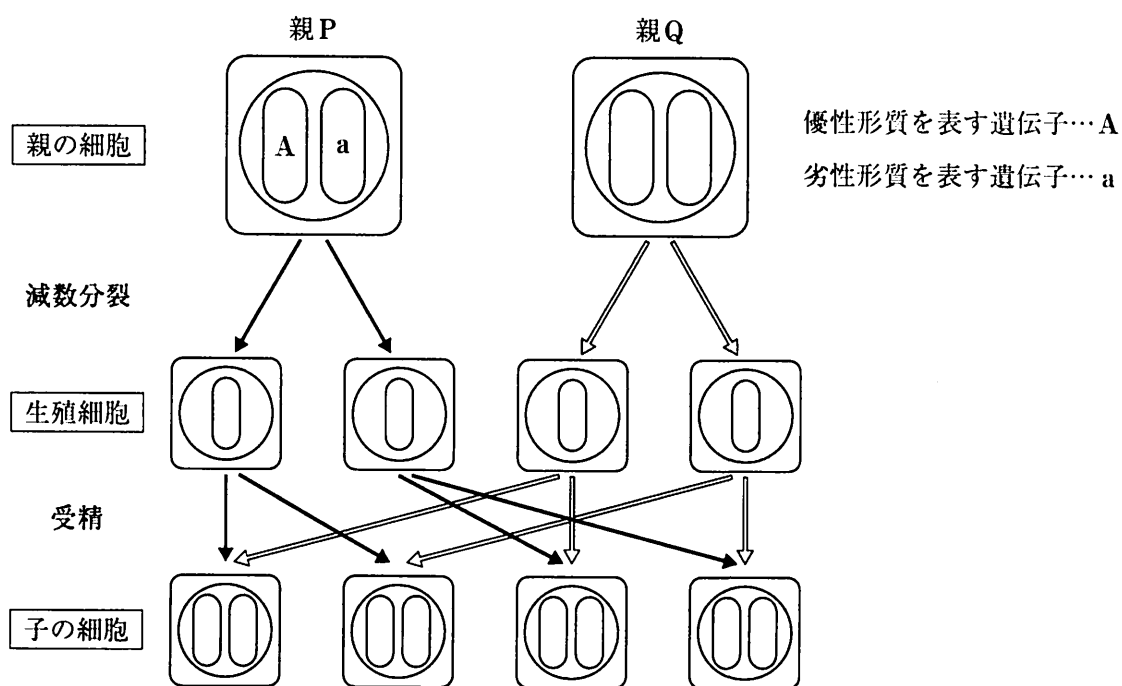 親P
親Q
親の細胞
A a
優性形質を表す遺伝子…A
劣性形質を表す遺伝子…a
減数分裂
生殖細胞
受精
子の細胞